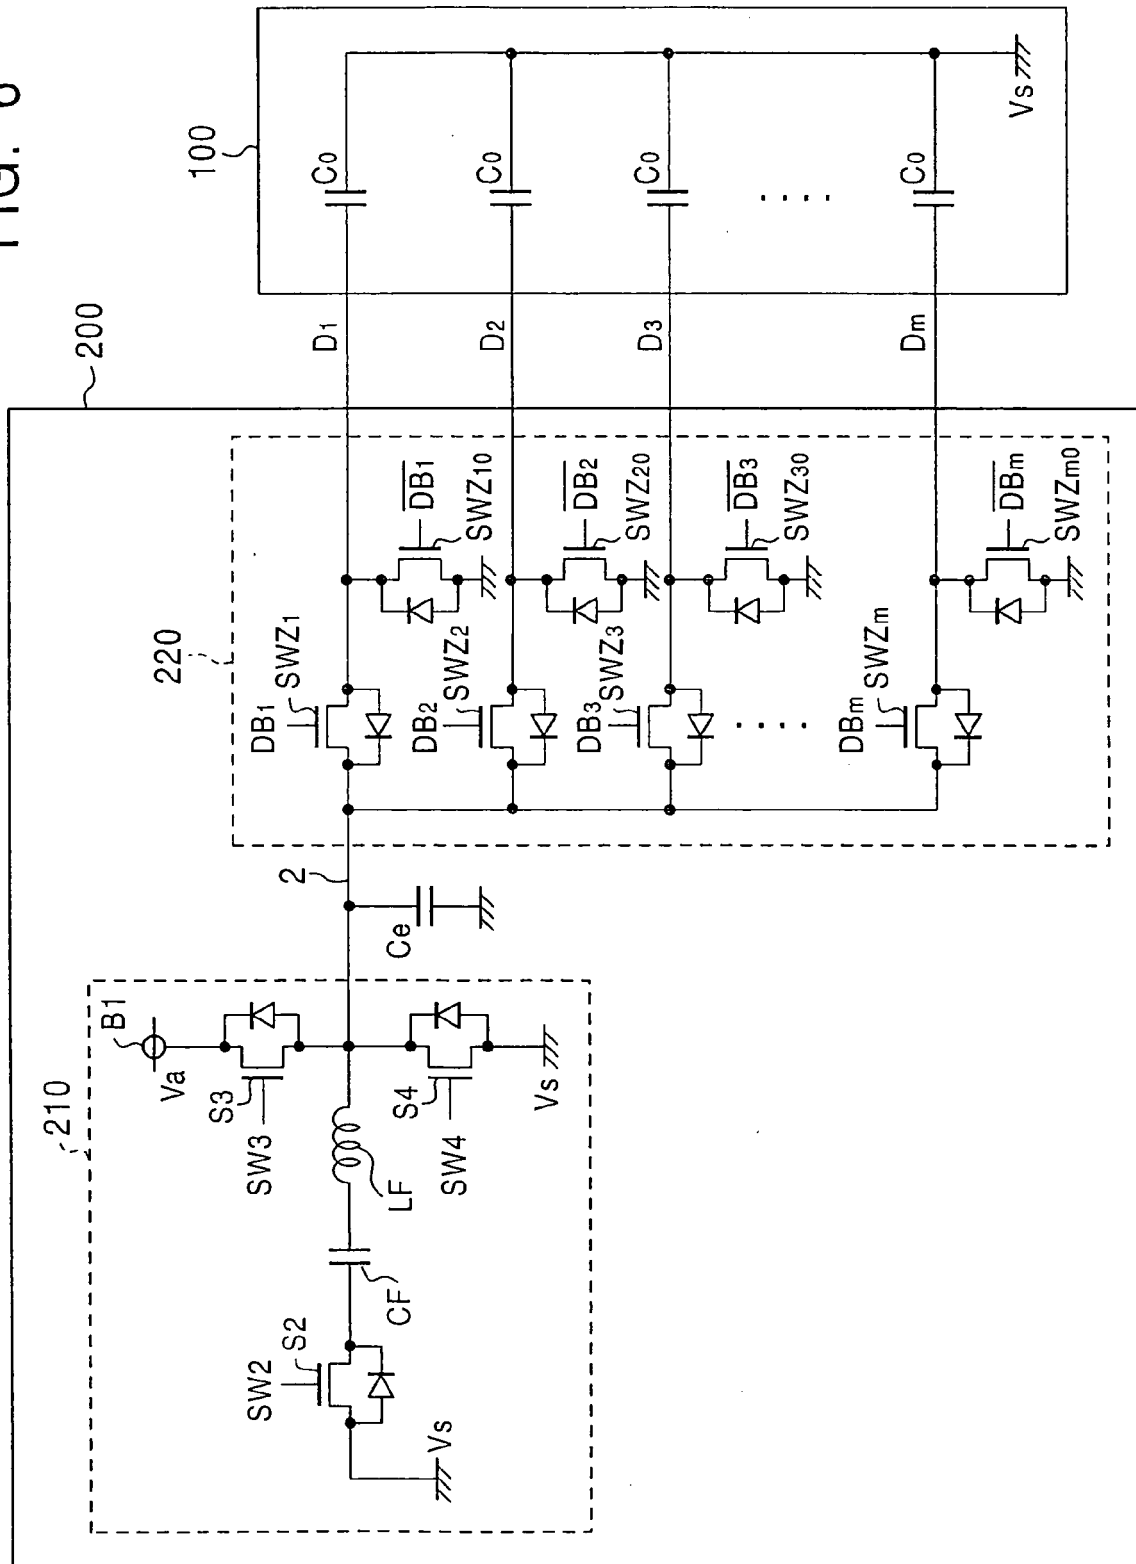 FIG.
200
210
B1
Va
S3
SW3
SW2
S2
CF
LF
S4
SW4
Vs
Vs
2
Ce
220
DB1
SWZ1
DB1
SWZ10
DB2
SWZ2
DB2
SWZ20
DB3
SWZ3
DB3
SWZ30
....
DBm
SWZm
DBm
SWZm0
D1
D2
D3
Dm
100
C0
C0
C0
....
C0
Vs